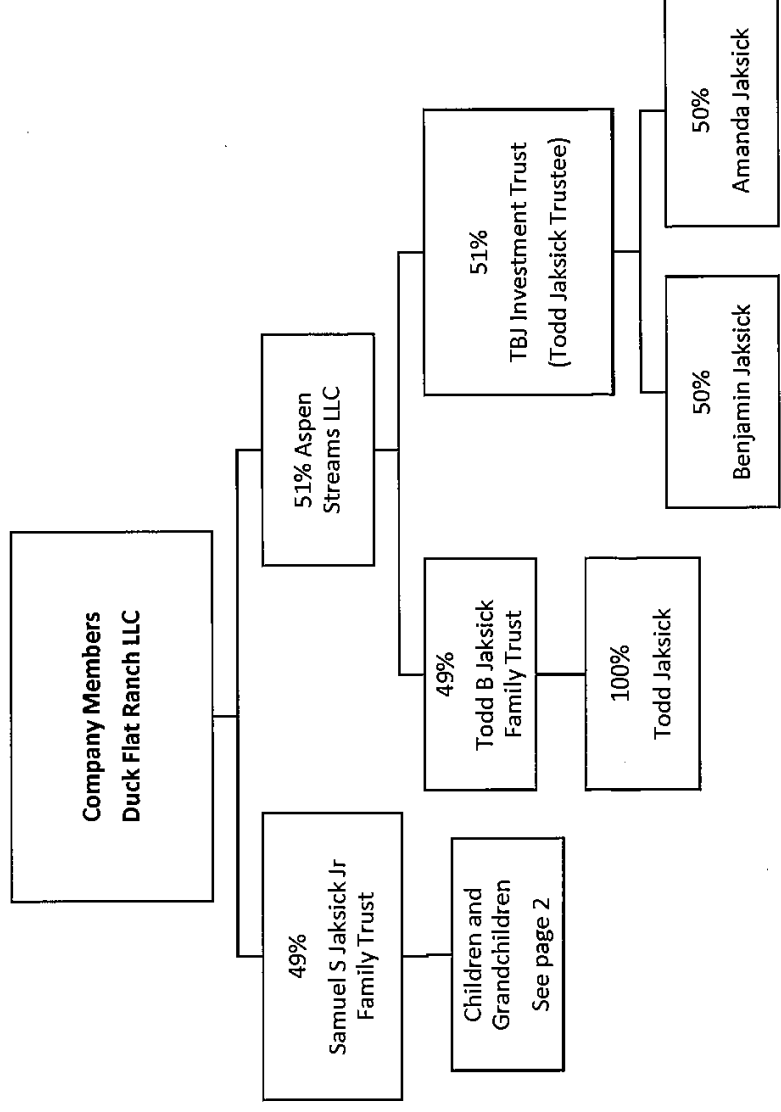 Company Members
Duck Flat Ranch LLC
49%
Samuel S Jaksick Jr
Family Trust
51% Aspen
Streams LLC
Children and
Grandchildren
See page 2
49%
Todd B Jaksick
Family Trust
51%
TBJ Investment Trust
(Todd Jaksick Trustee)
100%
Todd Jaksick
50%
Benjamin Jaksick
50%
Amanda Jaksick